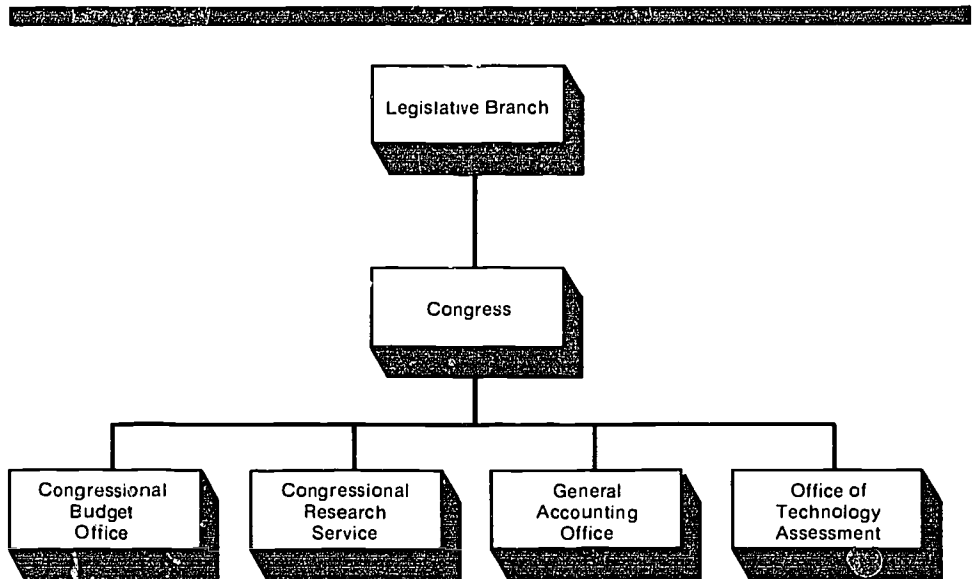 Legislative Branch
Congress
Congressional
Budget
Office
Congressional
Research
Service
General
Accounting
Office
Office of
Technology
Assessment